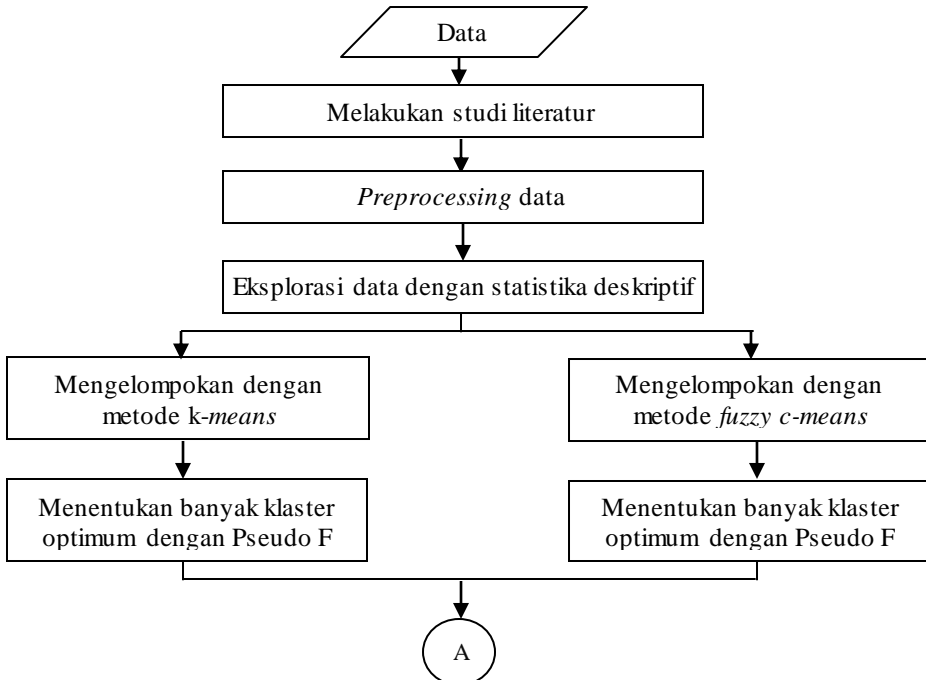 Data
Melakukan studi literatur
Preprocessing data
Eksplorasi data dengan statistika deskriptif
Mengelompokan dengan
metode k-means
Mengelompokan dengan
metode fuzzy c-means
Menentukan banyak klaster
optimum dengan Pseudo F
Menentukan banyak klaster
optimum dengan Pseudo F
A